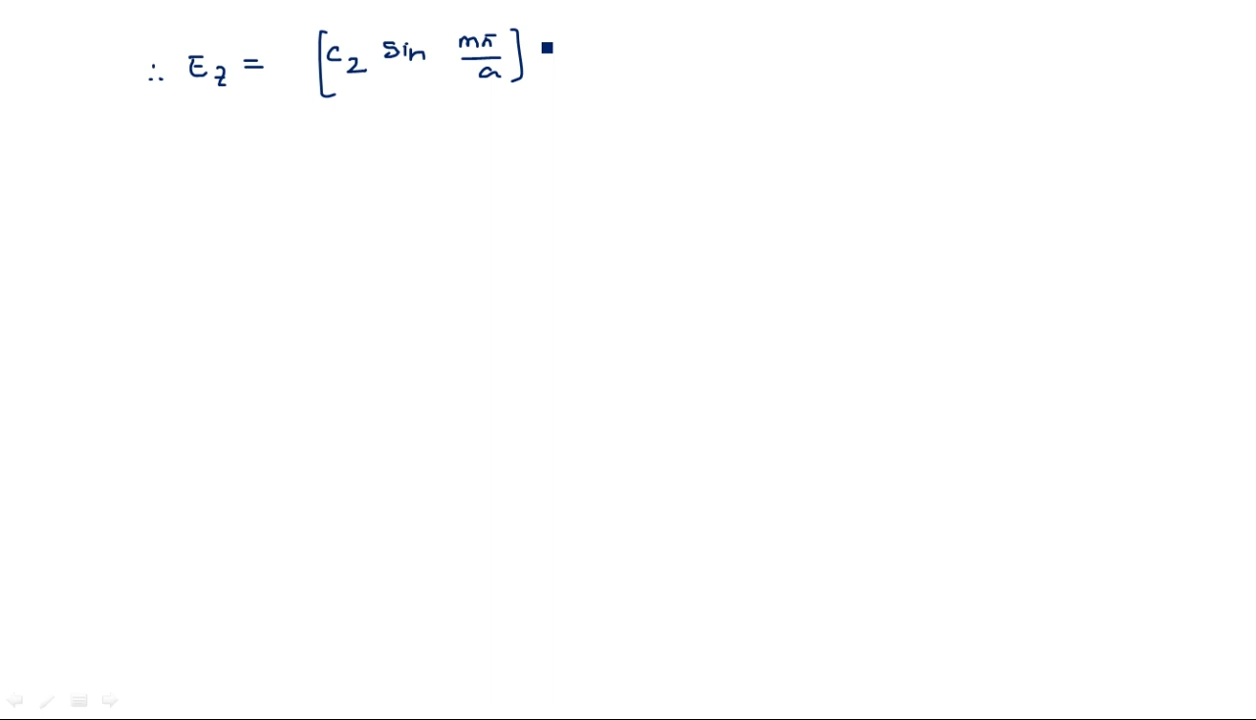 ∴ E_z = [c_2 sin mπ/a]